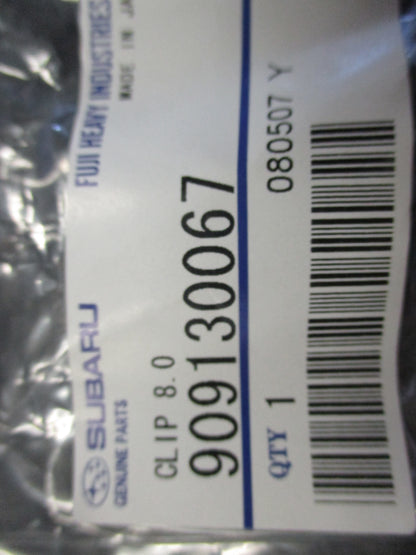 SUBARU
GENUINE PARTS
FUJI HEAVY INDUSTRIES
MADE IN JA
CLIP 8.0
909130067
QTY 1
080507 Y